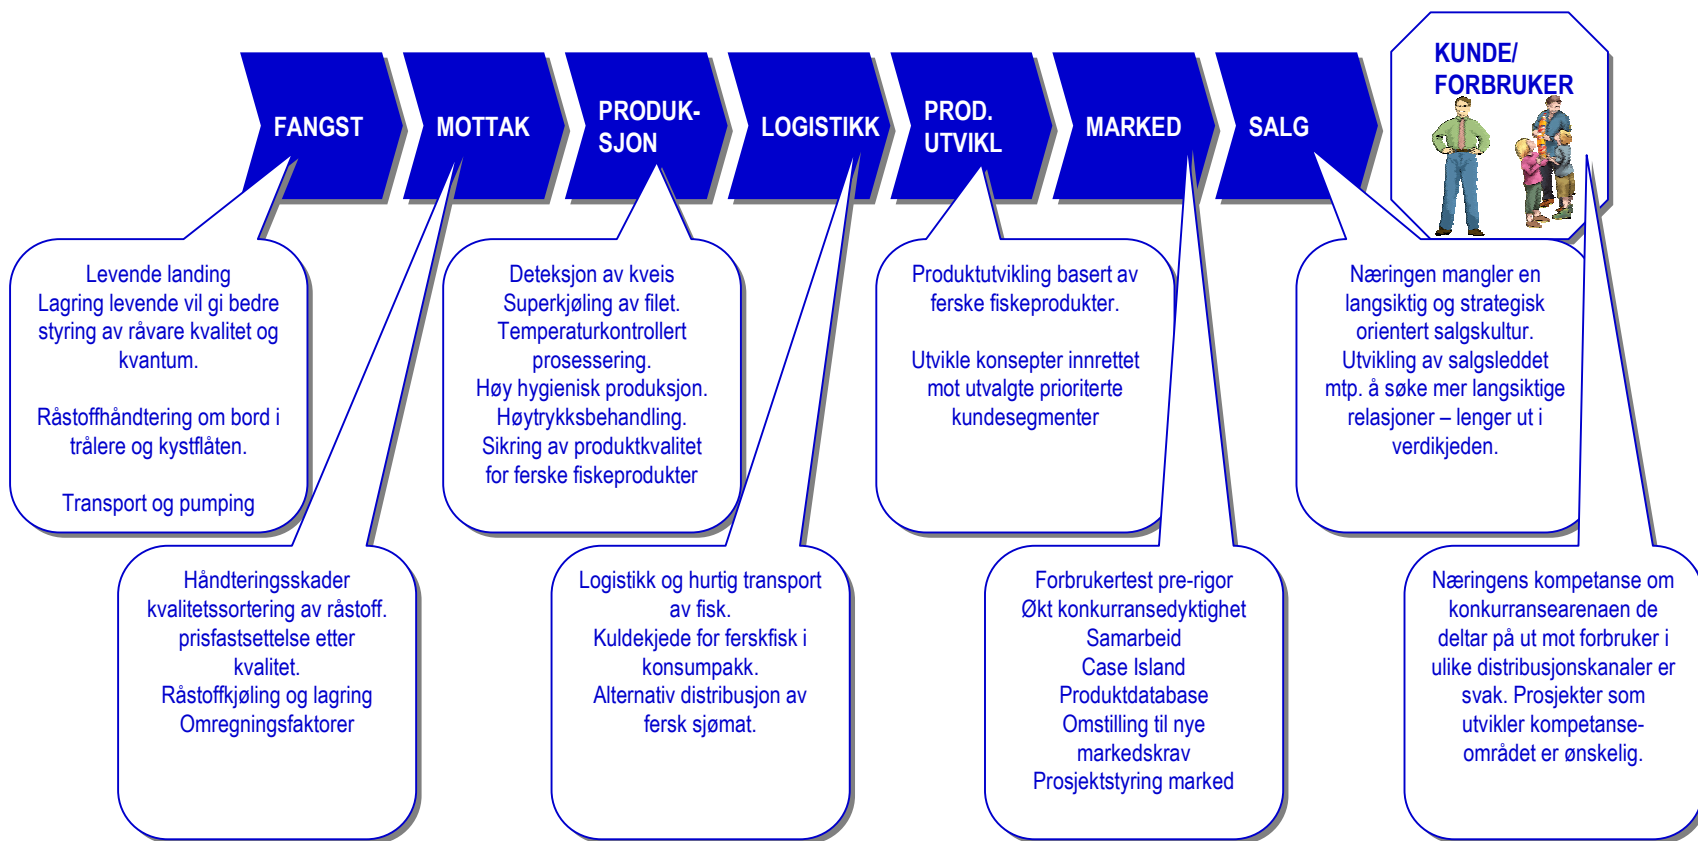 KUNDE/
FORBRUKER
FANGST
MOTTAK
PRODUK-
SJON
LOGISTIKK
PROD.
UTVIKL
MARKED
SALG
Levende landing
Lagring levende vil gi bedre
styring av råvare kvalitet og
kvantum.
Råstoffhåndtering om bord i
trålere og kystflåten.
Transport og pumping
Deteksjon av kveis
Superkjøling av filet.
Temperaturkontrollert
prosessering.
Høy hygienisk produksjon.
Høytrykksbehandling.
Sikring av produktkvalitet
for ferske fiskeprodukter
Produktutvikling basert av
ferske fiskeprodukter.
Utvikle konsepter innrettet
mot utvalgte prioriterte
kundesegmenter
Næringen mangler en
langsiktig og strategisk
orientert salgskultur.
Utvikling av salgsleddet
mtp. å søke mer langsiktige
relasjoner – lenger ut i
verdikjeden.
Håndteringsskader
kvalitetssortering av råstoff.
prisfastsettelse etter
kvalitet.
Råstoffkjøling og lagring
Omregningsfaktorer
Logistikk og hurtig transport
av fisk.
Kuldekjede for ferskfisk i
konsumpakk.
Alternativ distribusjon av
fersk sjømat.
Forbrukertest pre-rigor
Økt konkurransedyktighet
Samarbeid
Case Island
Produktdatabase
Omstilling til nye
markedskrav
Prosjektstyring marked
Næringens kompetanse om
konkurransearenaen de
deltar på ut mot forbruker i
ulike distribusjonskanaler er
svak. Prosjekter som
utvikler kompetanse-
området er ønskelig.